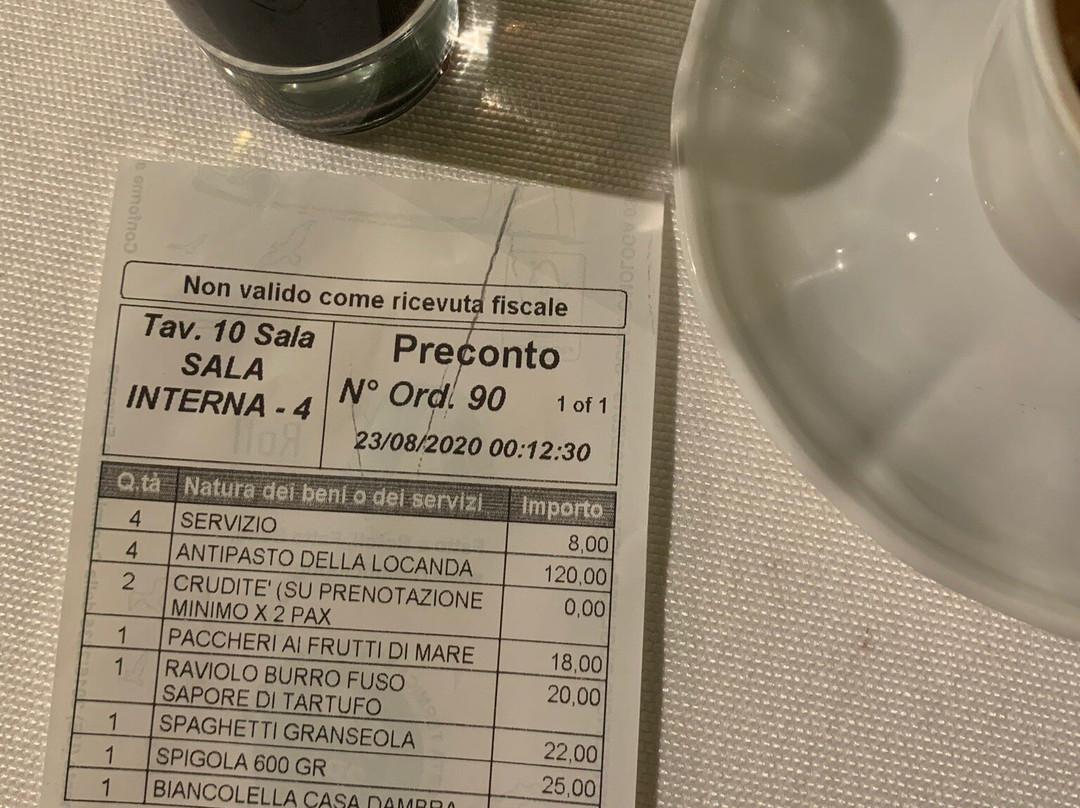 Non valido come ricevuta fiscale
Tav. 10 Sala
SALA
INTERNA - 4
Preconto
N° Ord. 90 1 of 1
23/08/2020 00:12:30
Q.tà Natura dei beni o dei servizi Importo
4 SERVIZIO 8,00
4 ANTIPASTO DELLA LOCANDA 120,00
2 CRUDITE' (SU PRENOTAZIONE 0,00
MINIMO X 2 PAX
1 PACCHERI AI FRUTTI DI MARE 18,00
1 RAVIOLO BURRO FUSO 20,00
SAPORE DI TARTUFO
1 SPAGHETTI GRANSEOLA 22,00
1 SPIGOLA 600 GR 25,00
1 BIANCOLELLA CASA DAMBRA